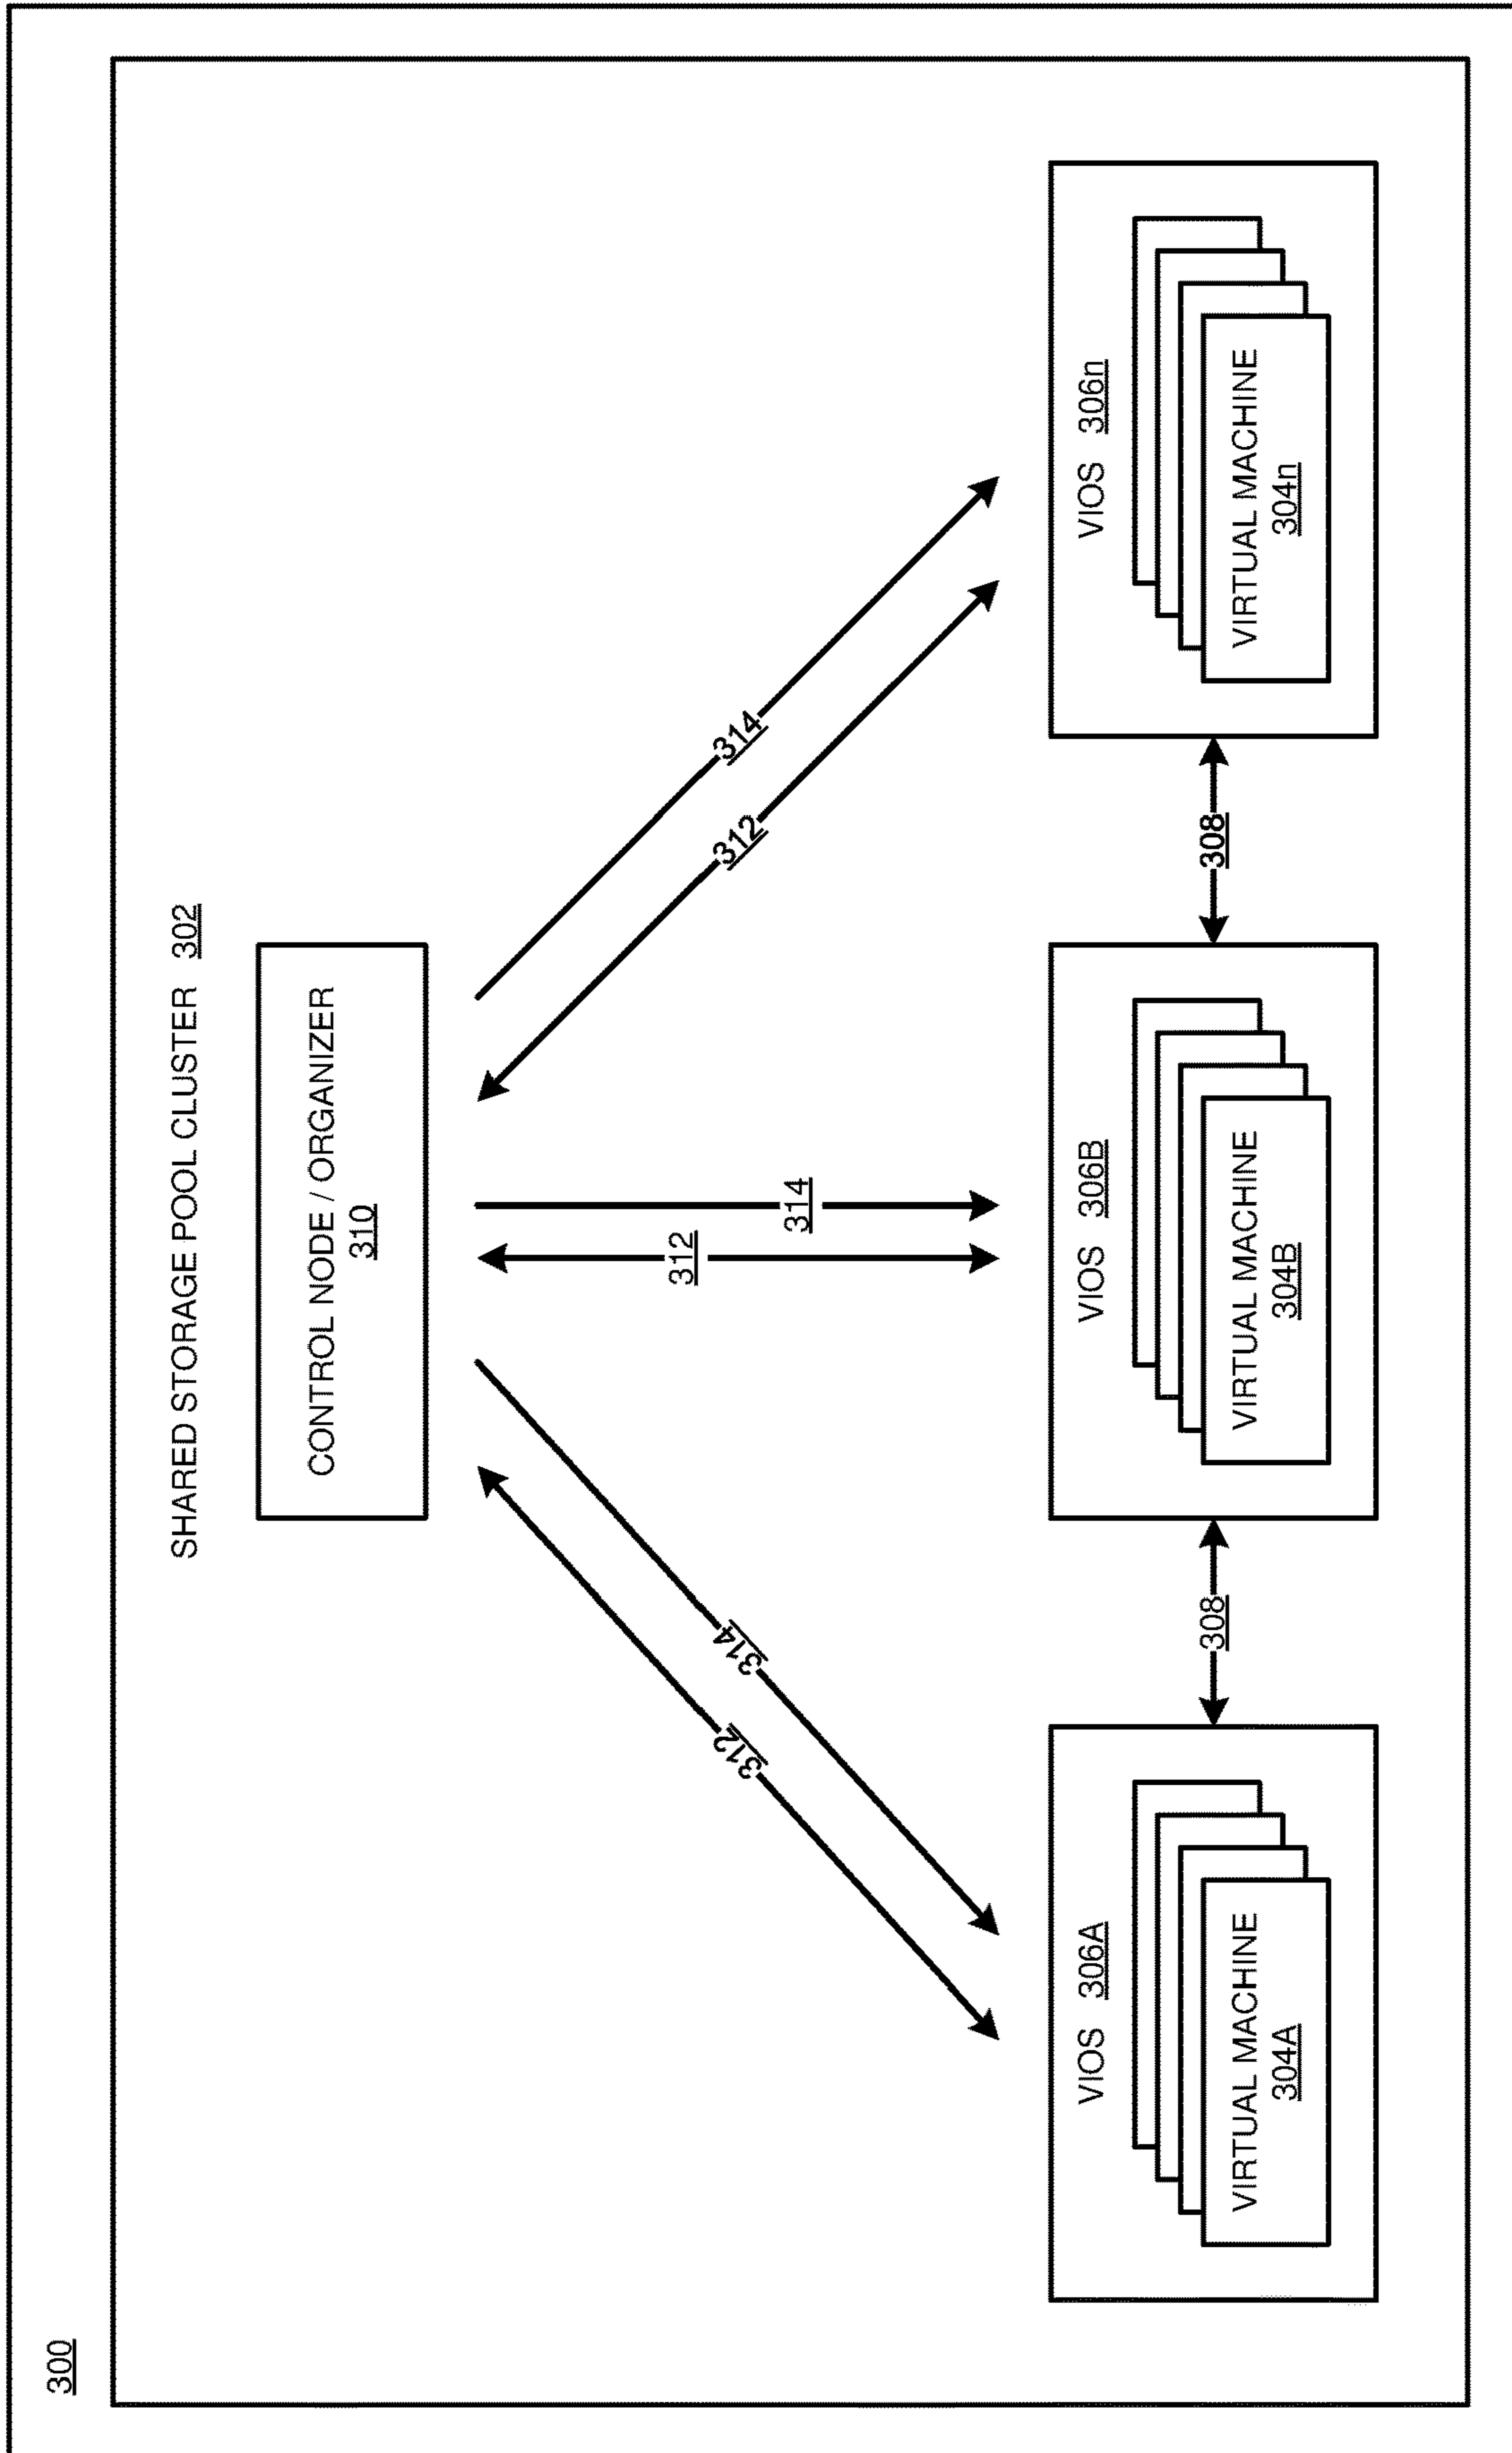 300
SHARED STORAGE POOL CLUSTER 302
CONTROL NODE / ORGANIZER
310
312
314
312
314
312
314
VIOS 306A
VIRTUAL MACHINE
304A
308
VIOS 306B
VIRTUAL MACHINE
304B
308
VIOS 306n
VIRTUAL MACHINE
304n